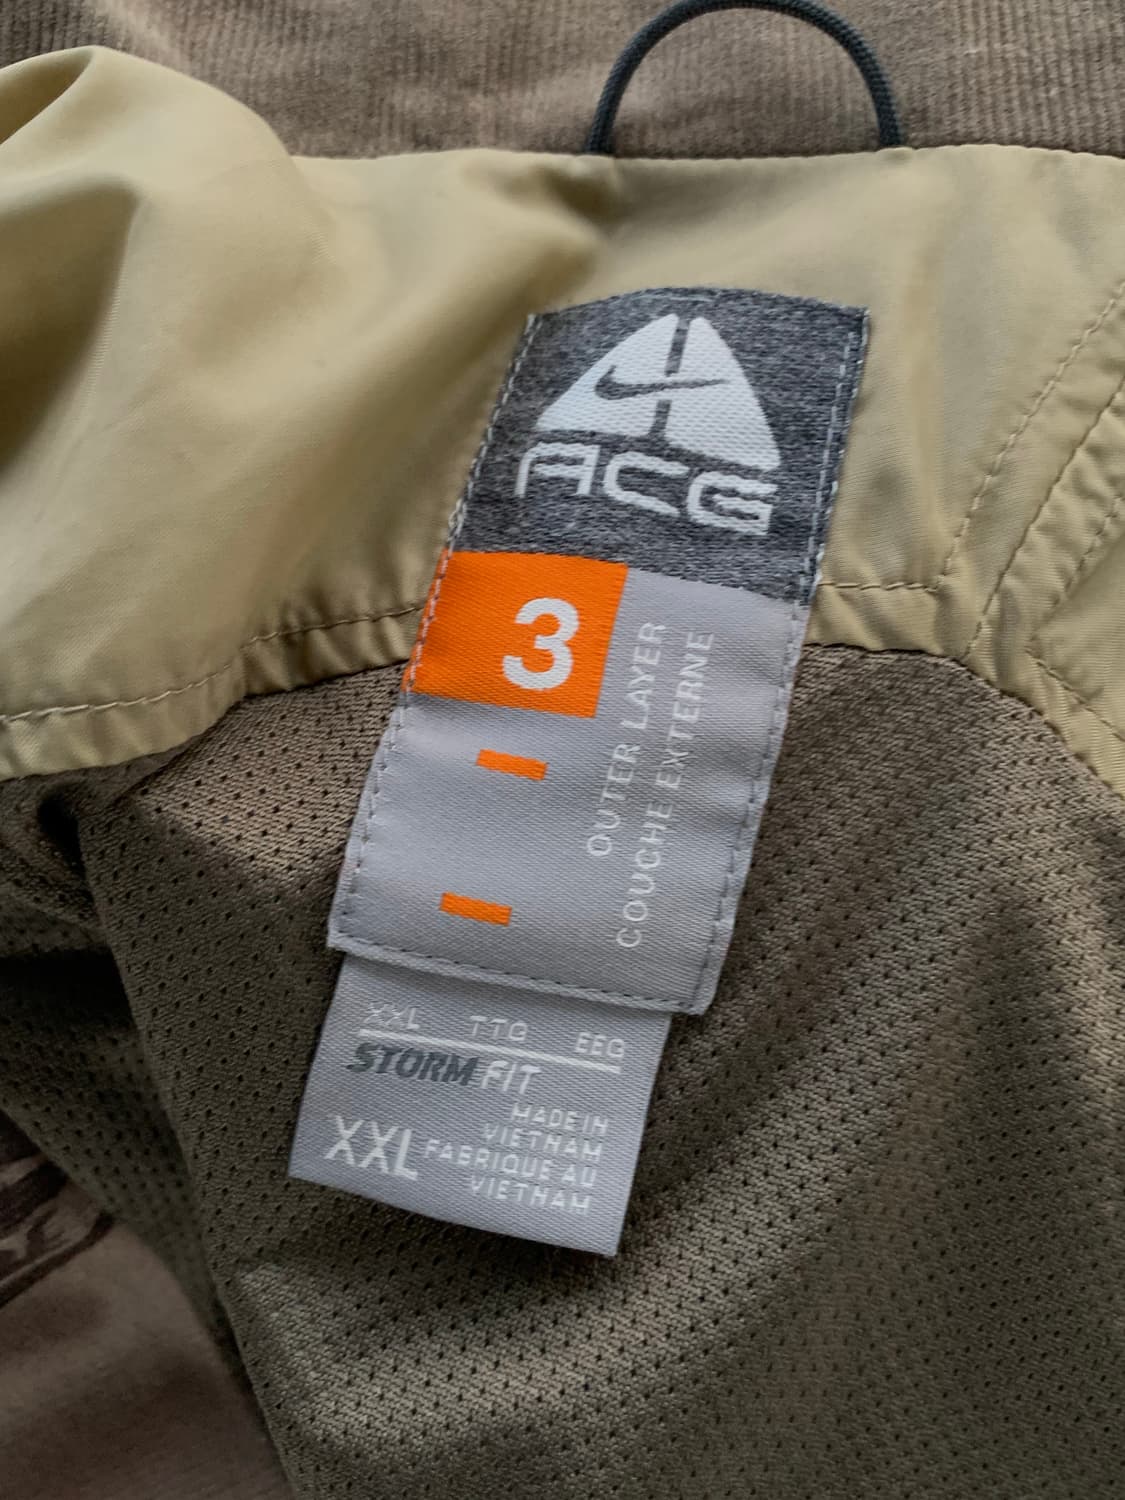 ACG
3
OUTER LAYER
COUCHE EXTERNE
XXL TTG EEG
STORM FIT
XXL
MADE IN
VIETNAM
FABRIQUE AU
VIETNAM